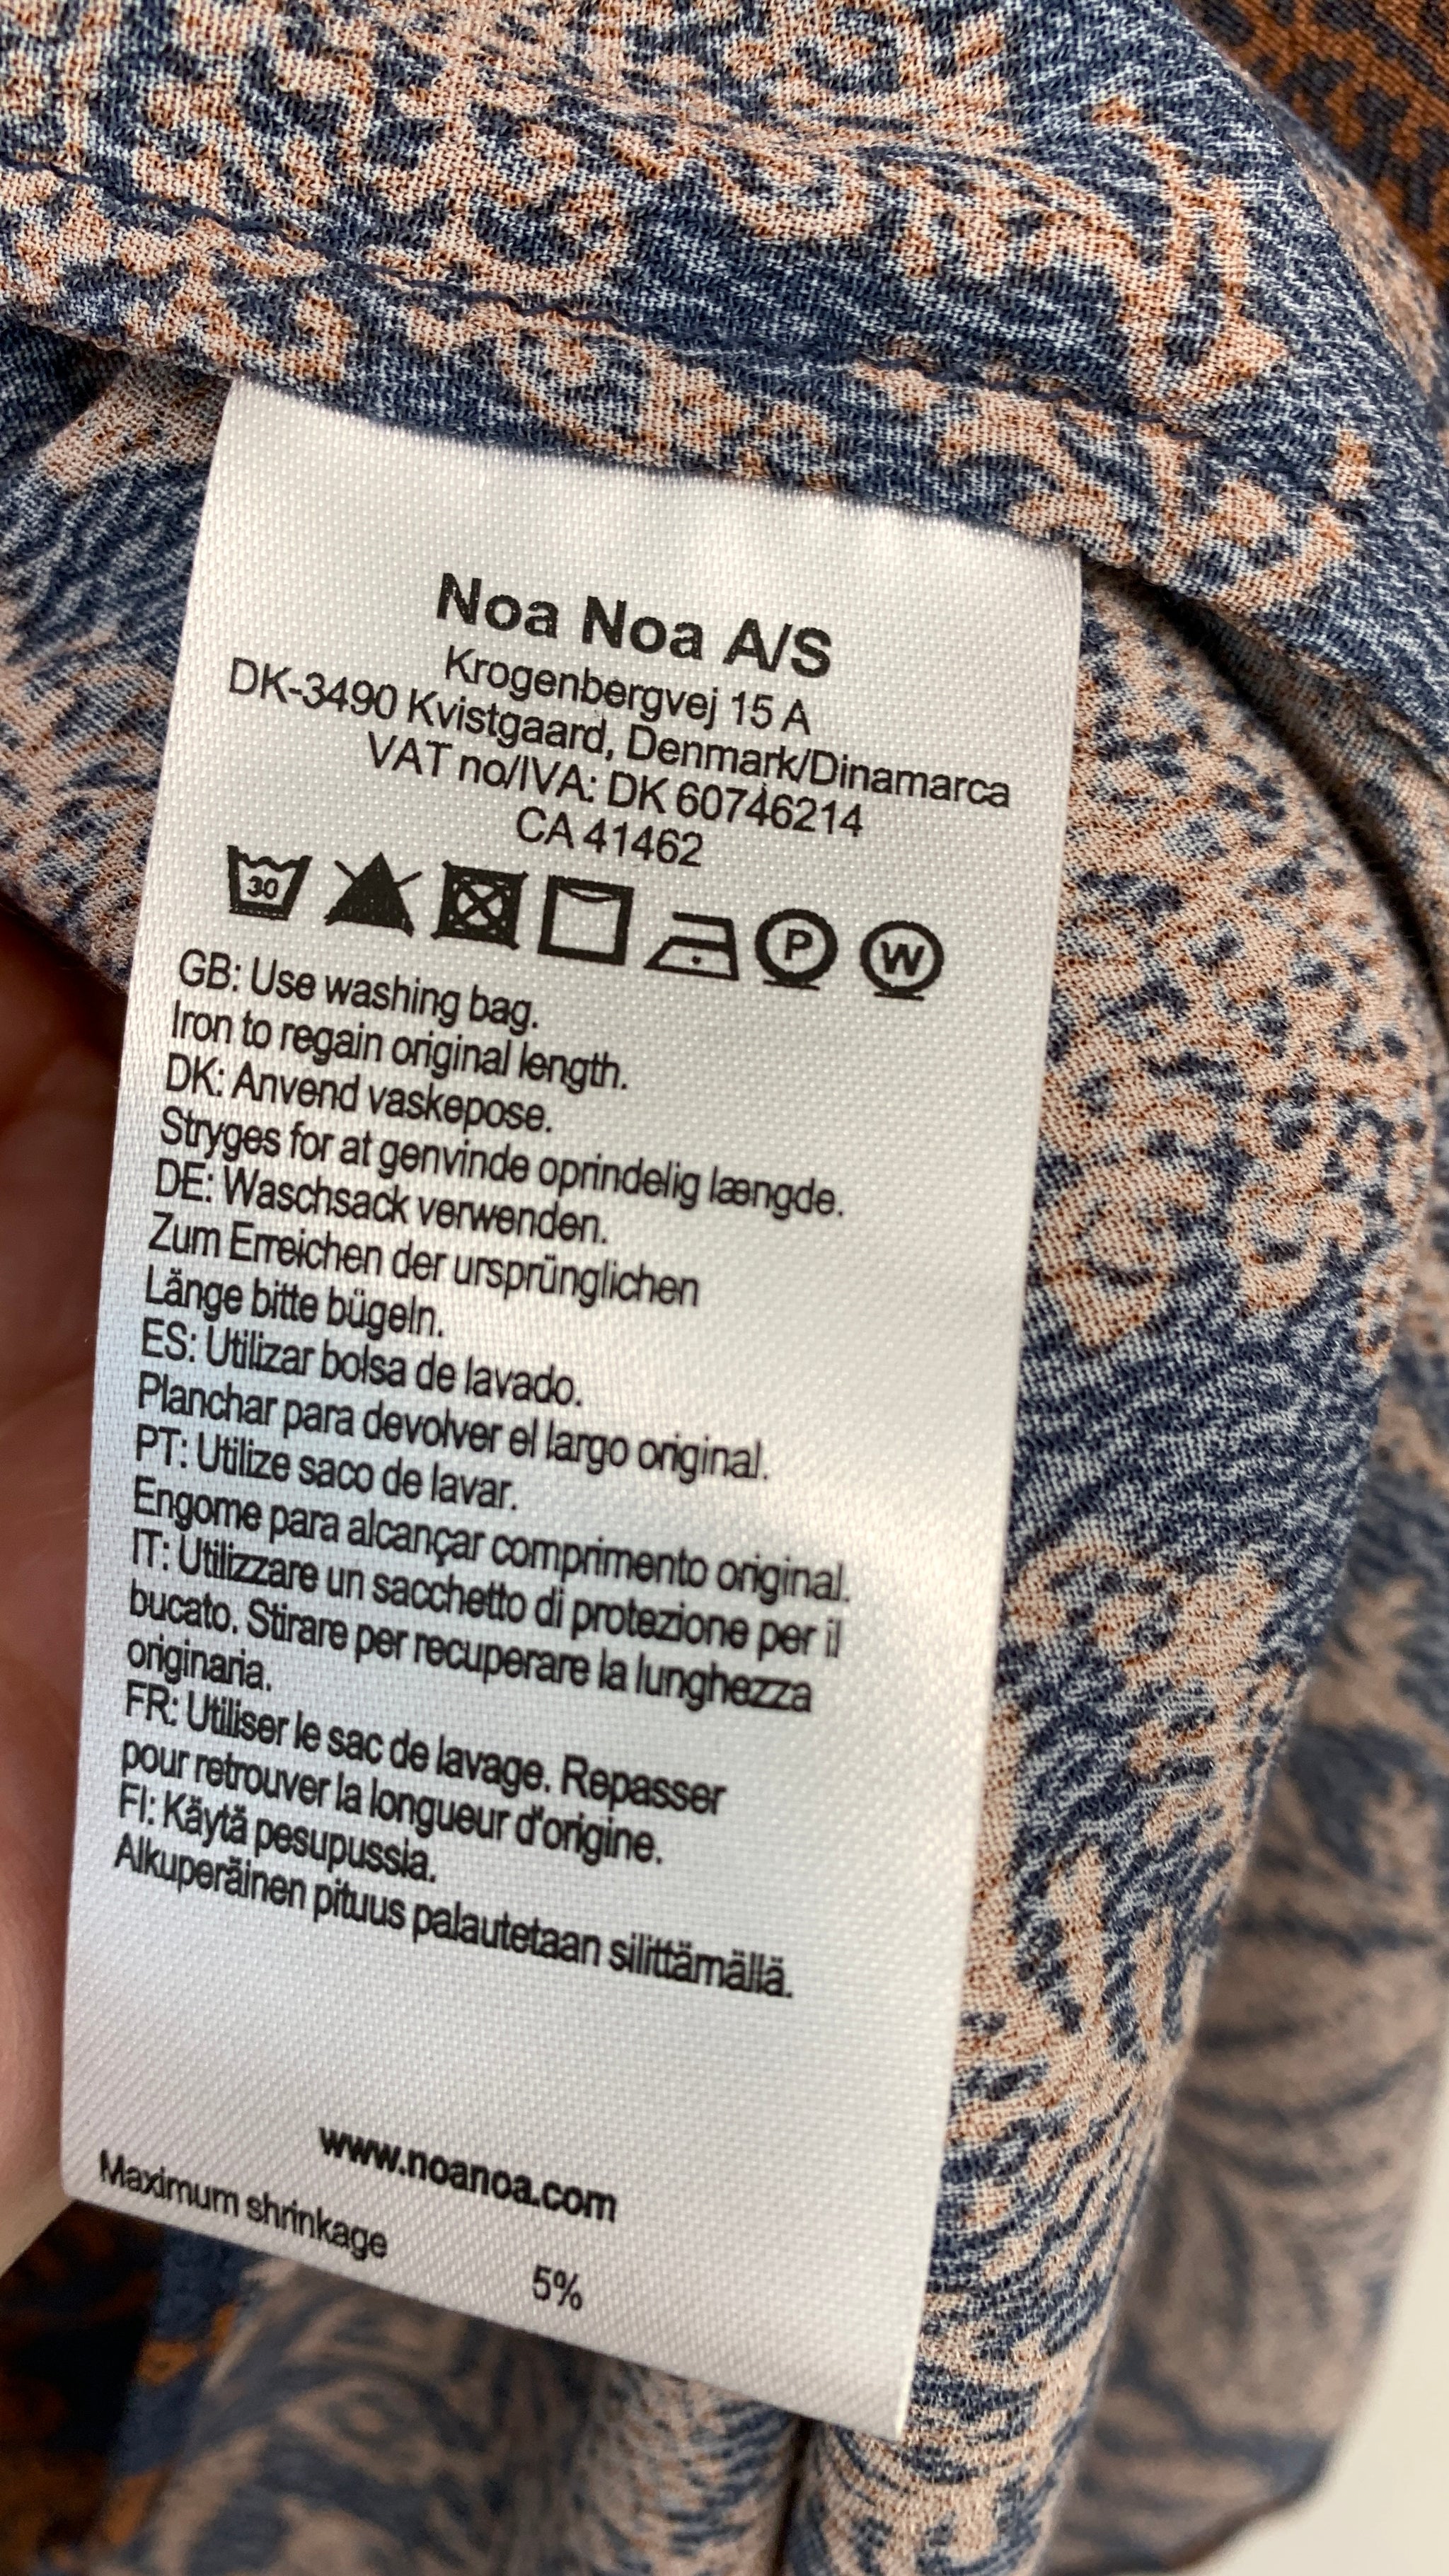 Noa Noa A/S
Krogenbergvej 15 A
DK-3490 Kvistgaard, Denmark/Dinamarca
VAT no/IVA: DK 60746214
CA 41462
30 P W
GB: Use washing bag.
Iron to regain original length.
DK: Anvend vaskepose.
Stryges for at genvinde oprindelig længde.
DE: Waschsack verwenden.
Zum Erreichen der ursprünglichen
Länge bitte bügeln.
ES: Utilizar bolsa de lavado.
Planchar para devolver el largo original.
PT: Utilize saco de lavar.
Engome para alcançar comprimento original.
IT: Utilizzare un sacchetto di protezione per il
bucato. Stirare per recuperare la lunghezza
originaria.
FR: Utiliser le sac de lavage. Repasser
pour retrouver la longueur d'origine.
FI: Käytä pesupussia.
Alkuperäinen pituus palautetaan silittämällä.
www.noanoa.com
Maximum shrinkage 5%